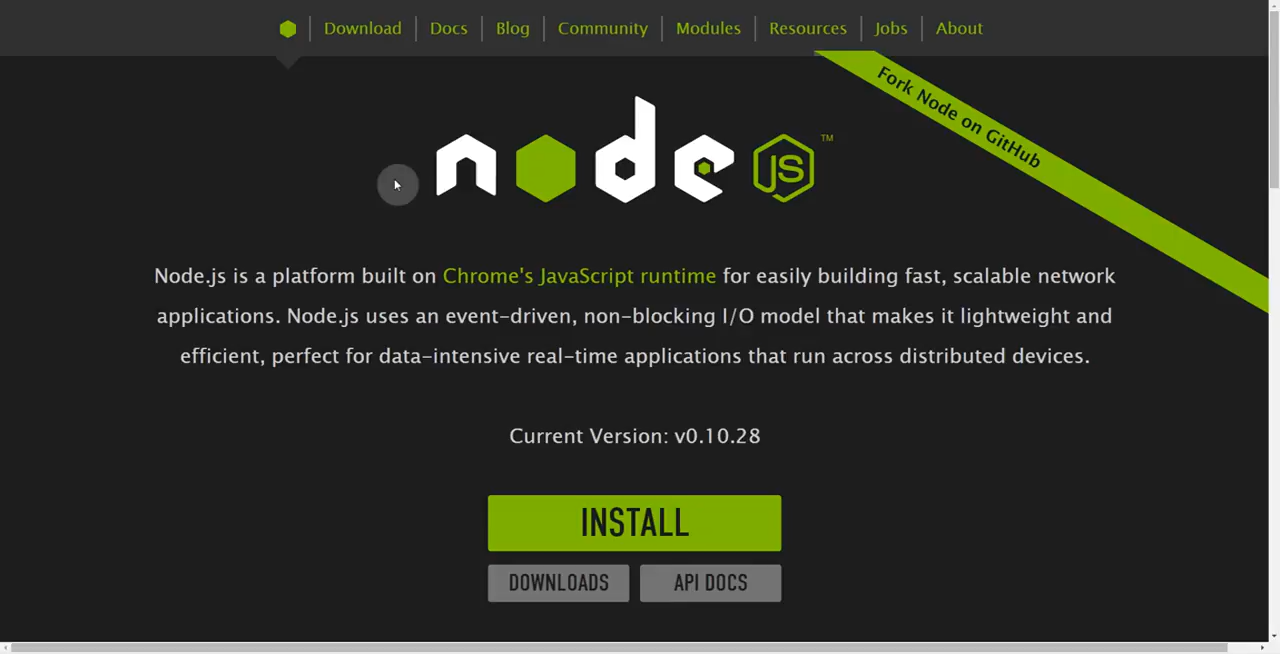 Download Docs Blog Community Modules Resources Jobs About
Fork Node on GitHub
node JS ™
Node.js is a platform built on Chrome's JavaScript runtime for easily building fast, scalable network
applications. Node.js uses an event-driven, non-blocking I/O model that makes it lightweight and
efficient, perfect for data-intensive real-time applications that run across distributed devices.
Current Version: v0.10.28
INSTALL
DOWNLOADS API DOCS